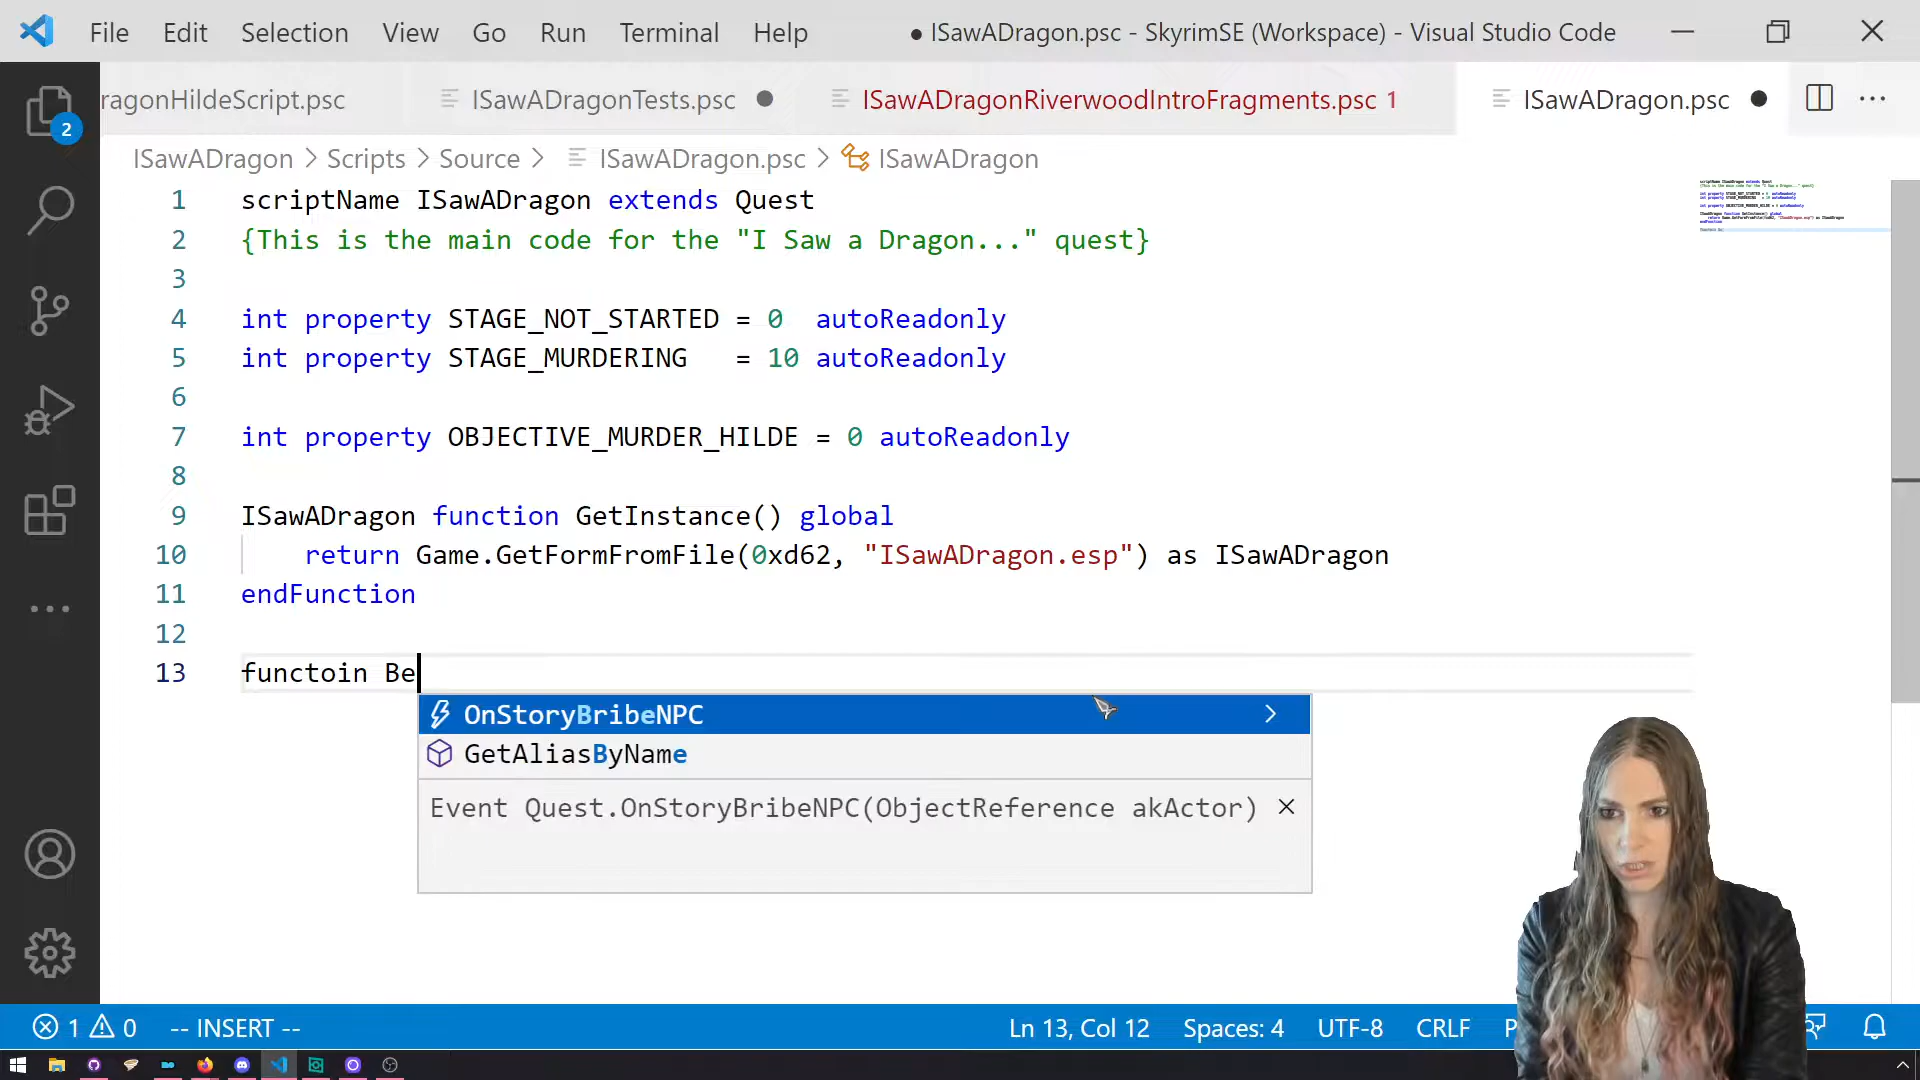 File Edit Selection View Go Run Terminal Help ● ISawADragon.psc - SkyrimSE (Workspace) - Visual Studio Code
ragonHildeScript.psc ISawADragonTests.psc ISawADragonRiverwoodIntroFragments.psc 1 ISawADragon.psc
ISawADragon > Scripts > Source > ISawADragon.psc > ISawADragon
2
1 scriptName ISawADragon extends Quest
2 {This is the main code for the "I Saw a Dragon..." quest}
3
4 int property STAGE_NOT_STARTED = 0 autoReadonly
5 int property STAGE_MURDERING = 10 autoReadonly
6
7 int property OBJECTIVE_MURDER_HILDE = 0 autoReadonly
8
9 ISawADragon function GetInstance() global
10 return Game.GetFormFromFile(0xd62, "ISawADragon.esp") as ISawADragon
11 endFunction
12
13 functoin Be
OnStoryBribeNPC
GetAliasByName
Event Quest.OnStoryBribeNPC(ObjectReference akActor)
1 0 -- INSERT -- Ln 13, Col 12 Spaces: 4 UTF-8 CRLF P